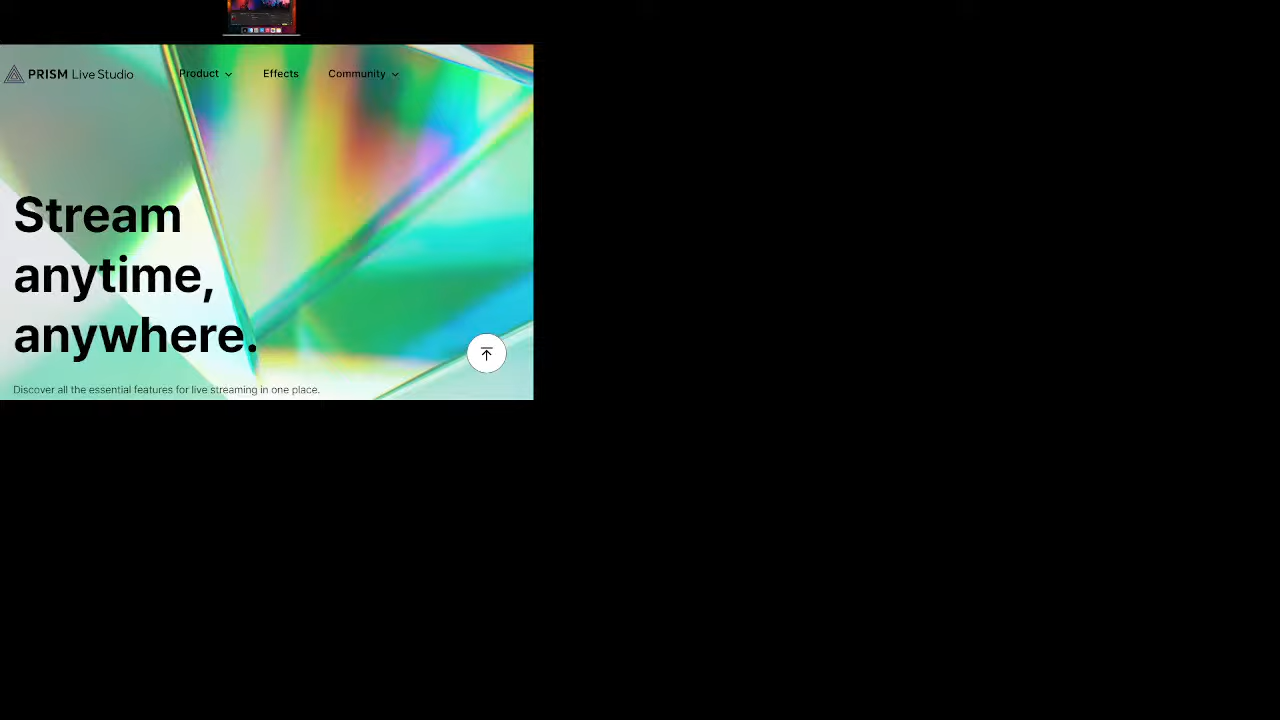 PRISM Live Studio
Product
Effects
Community
Stream
anytime,
anywhere.
Discover all the essential features for live streaming in one place.